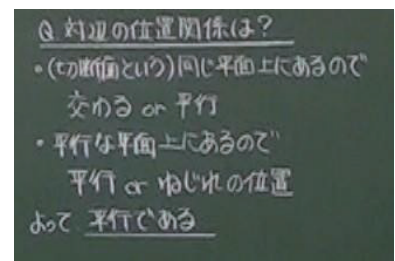 Q 対辺の位置関係は?
・(切断面という)同じ平面上にあるので
交わる or 平行
・平行な平面上にあるので
平行 or ねじれの位置
よって 平行である